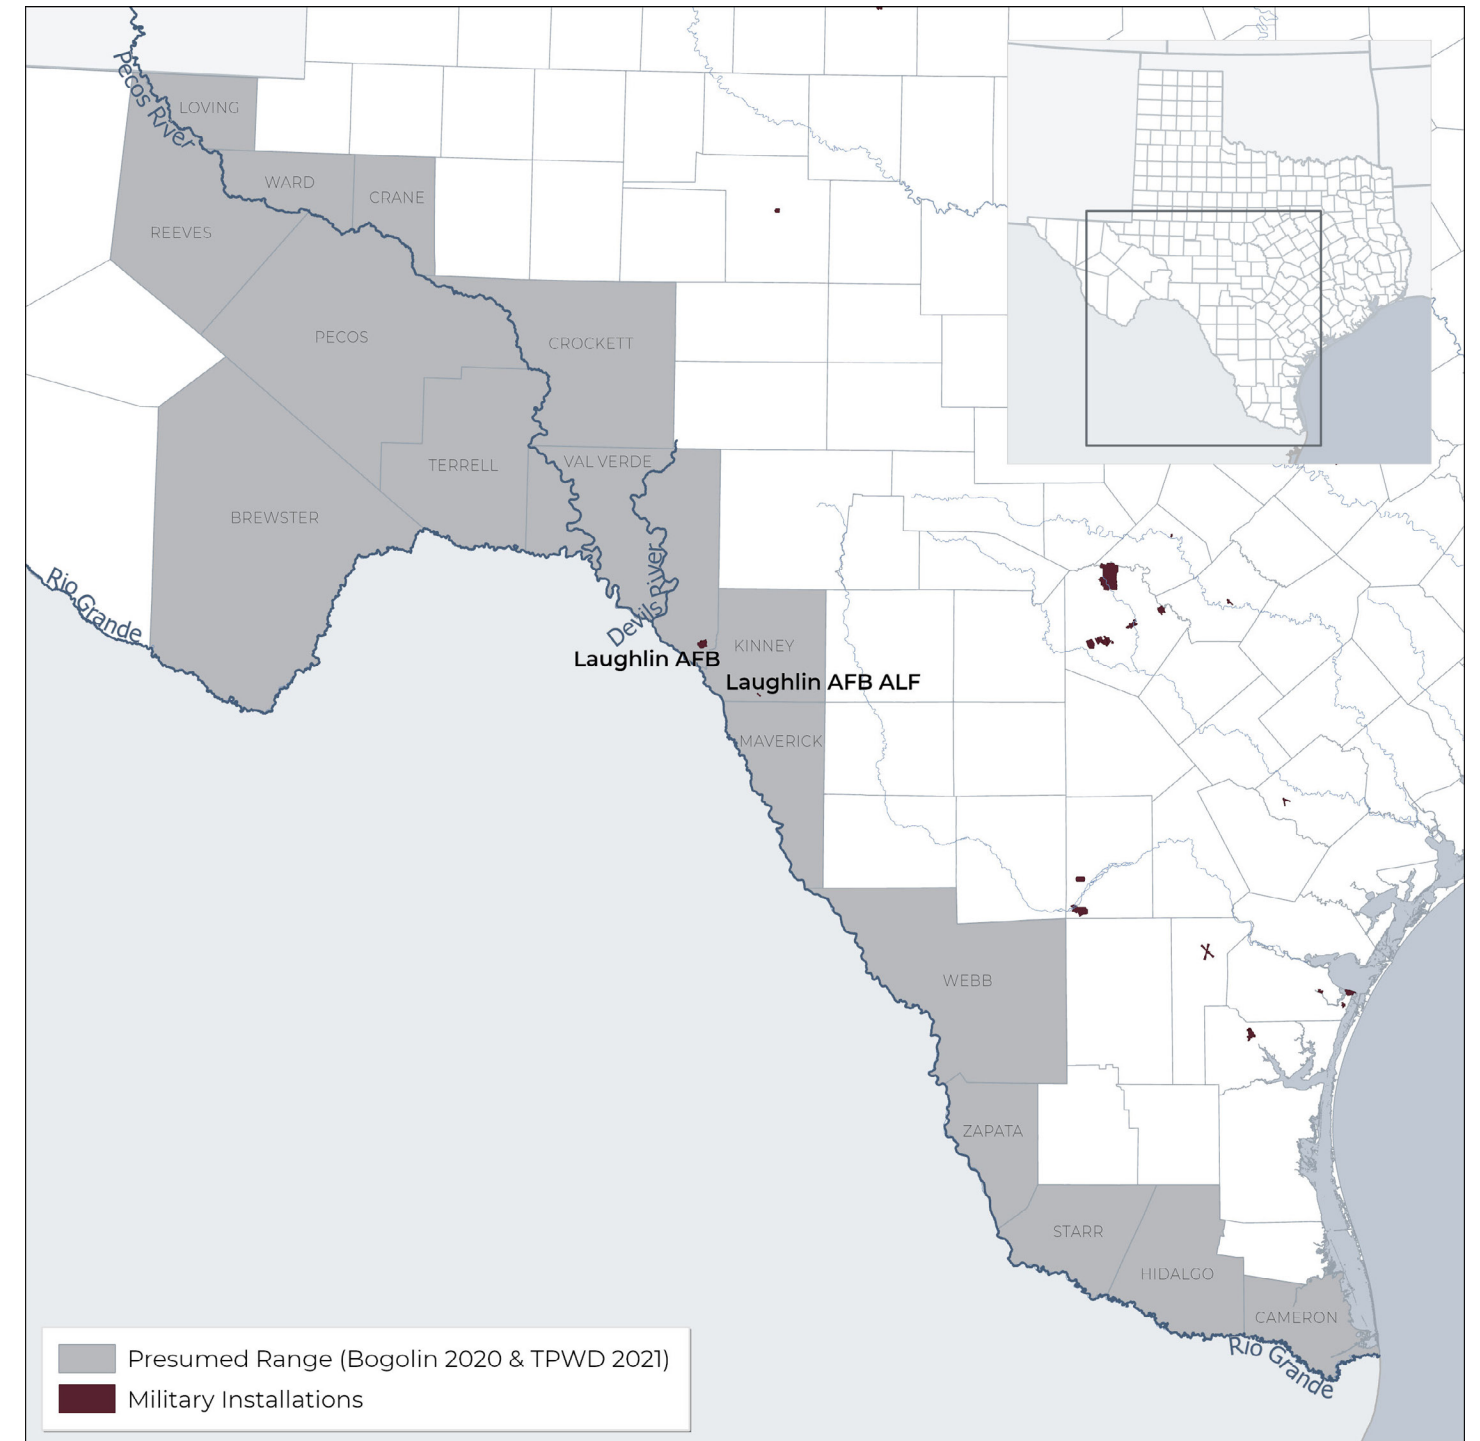 Pecos River
LOVING
WARD
CRANE
REEVES
PECOS
CROCKETT
TERRELL
VAL VERDE
BREWSTER
Rio Grande
Devils River
KINNEY
Laughlin AFB
Laughlin AFB ALF
MAVERICK
WEBB
ZAPATA
STARR
HIDALGO
CAMERON
Rio Grande
Presumed Range (Bogolin 2020 & TPWD 2021)
Military Installations